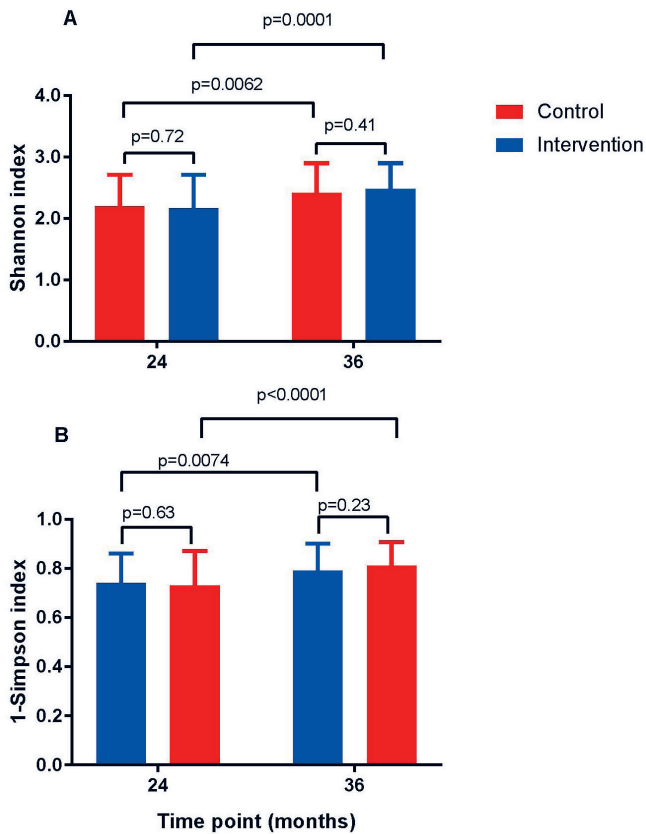 A
p=0.0001
p=0.0062
p=0.72
p=0.41
Control
Intervention
4.0
3.0
2.0
1.0
0.0
Shannon index
24
36
p<0.0001
B
p=0.0074
p=0.63
p=0.23
1.0
0.8
0.6
0.4
0.2
0.0
1-Simpson index
24
36
Time point (months)